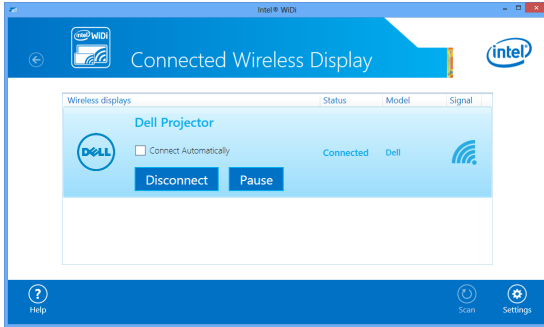 Intel® WiDi
intel WiDi
Connected Wireless Display
intel
Wireless displays Status Model Signal
Dell Projector
DELL
Connect Automatically
Connected Dell
Disconnect Pause
Help Scan Settings